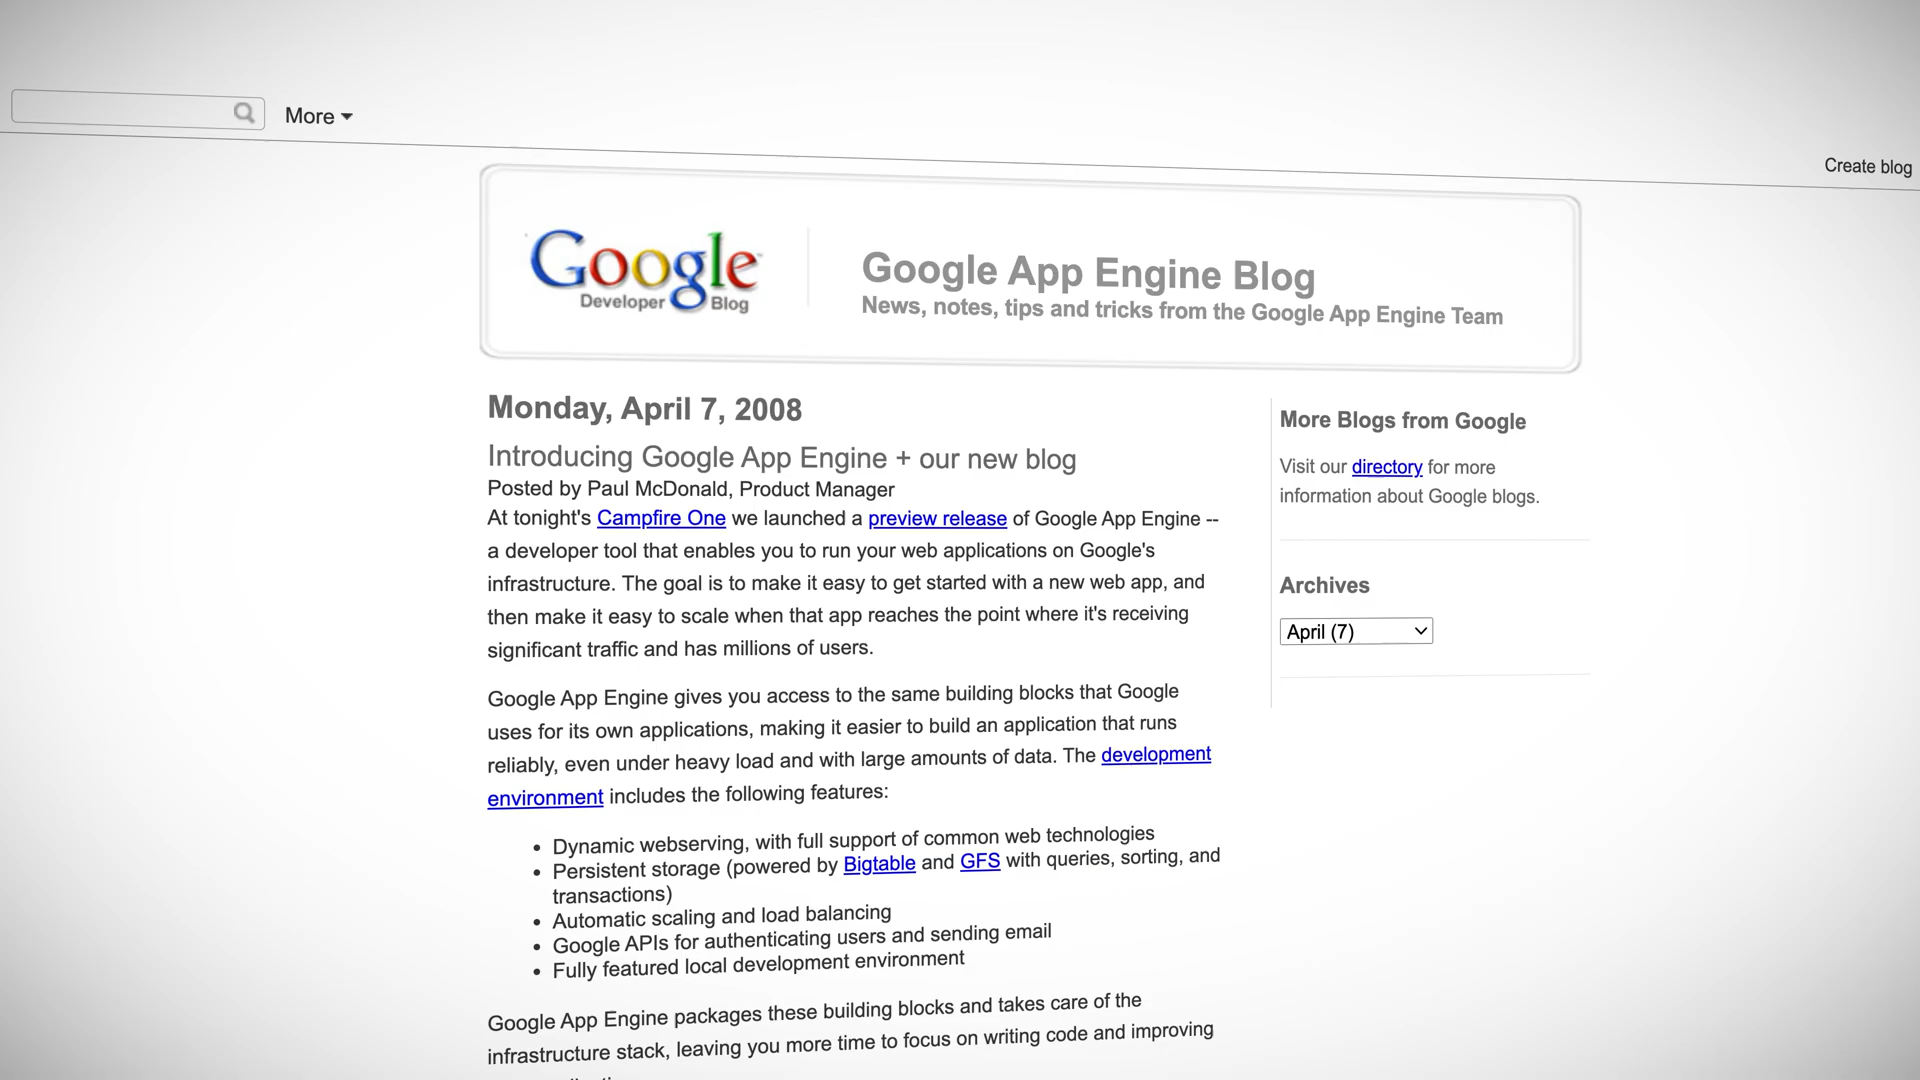 More
Create blog
Google
Developer Blog
Google App Engine Blog
News, notes, tips and tricks from the Google App Engine Team
Monday, April 7, 2008
Introducing Google App Engine + our new blog
Posted by Paul McDonald, Product Manager
At tonight's Campfire One we launched a preview release of Google App Engine --
a developer tool that enables you to run your web applications on Google's
infrastructure. The goal is to make it easy to get started with a new web app, and
then make it easy to scale when that app reaches the point where it's receiving
significant traffic and has millions of users.
Google App Engine gives you access to the same building blocks that Google
uses for its own applications, making it easier to build an application that runs
reliably, even under heavy load and with large amounts of data. The development
environment includes the following features:
• Dynamic webserving, with full support of common web technologies
• Persistent storage (powered by Bigtable and GFS with queries, sorting, and
transactions)
• Automatic scaling and load balancing
• Google APIs for authenticating users and sending email
• Fully featured local development environment
Google App Engine packages these building blocks and takes care of the
infrastructure stack, leaving you more time to focus on writing code and improving
More Blogs from Google
Visit our directory for more
information about Google blogs.
Archives
April (7)